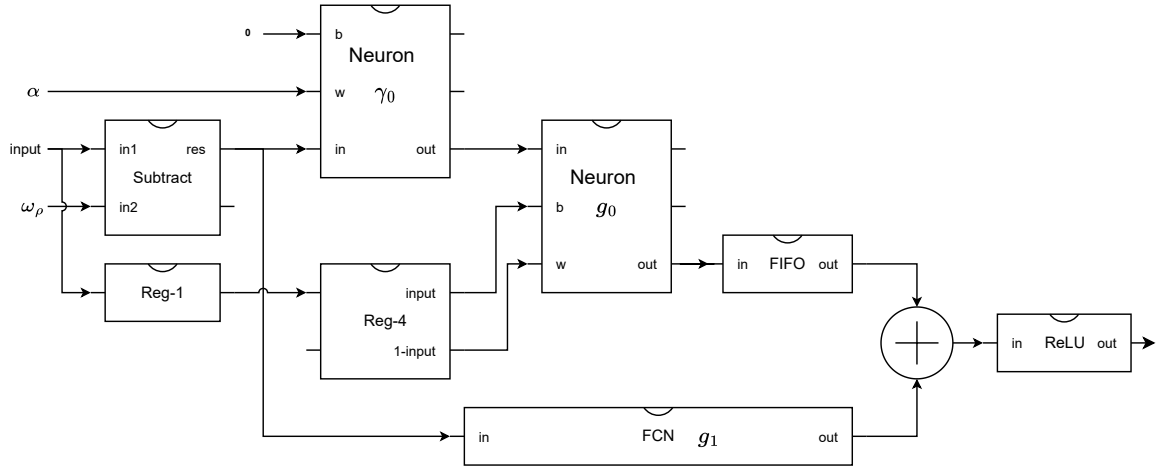 0
b
Neuron
α
w
γ₀
input
in1
res
in
out
Subtract
in
Neuron
ω_ρ
in2
b
g₀
w
out
in
FIFO
out
Reg-1
input
Reg-4
1-input
in
ReLU
out
in
FCN
g₁
out